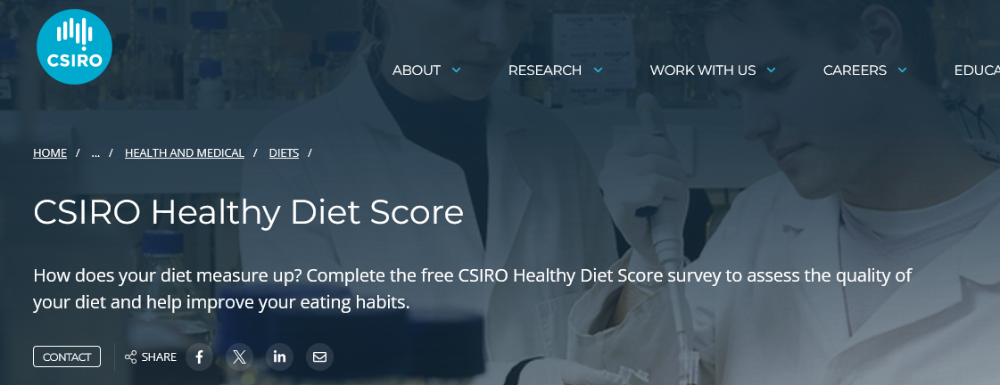 CSIRO
ABOUT
RESEARCH
WORK WITH US
CAREERS
EDUCA
HOME / ... / HEALTH AND MEDICAL / DIETS /
CSIRO Healthy Diet Score
How does your diet measure up? Complete the free CSIRO Healthy Diet Score survey to assess the quality of
your diet and help improve your eating habits.
CONTACT
SHARE